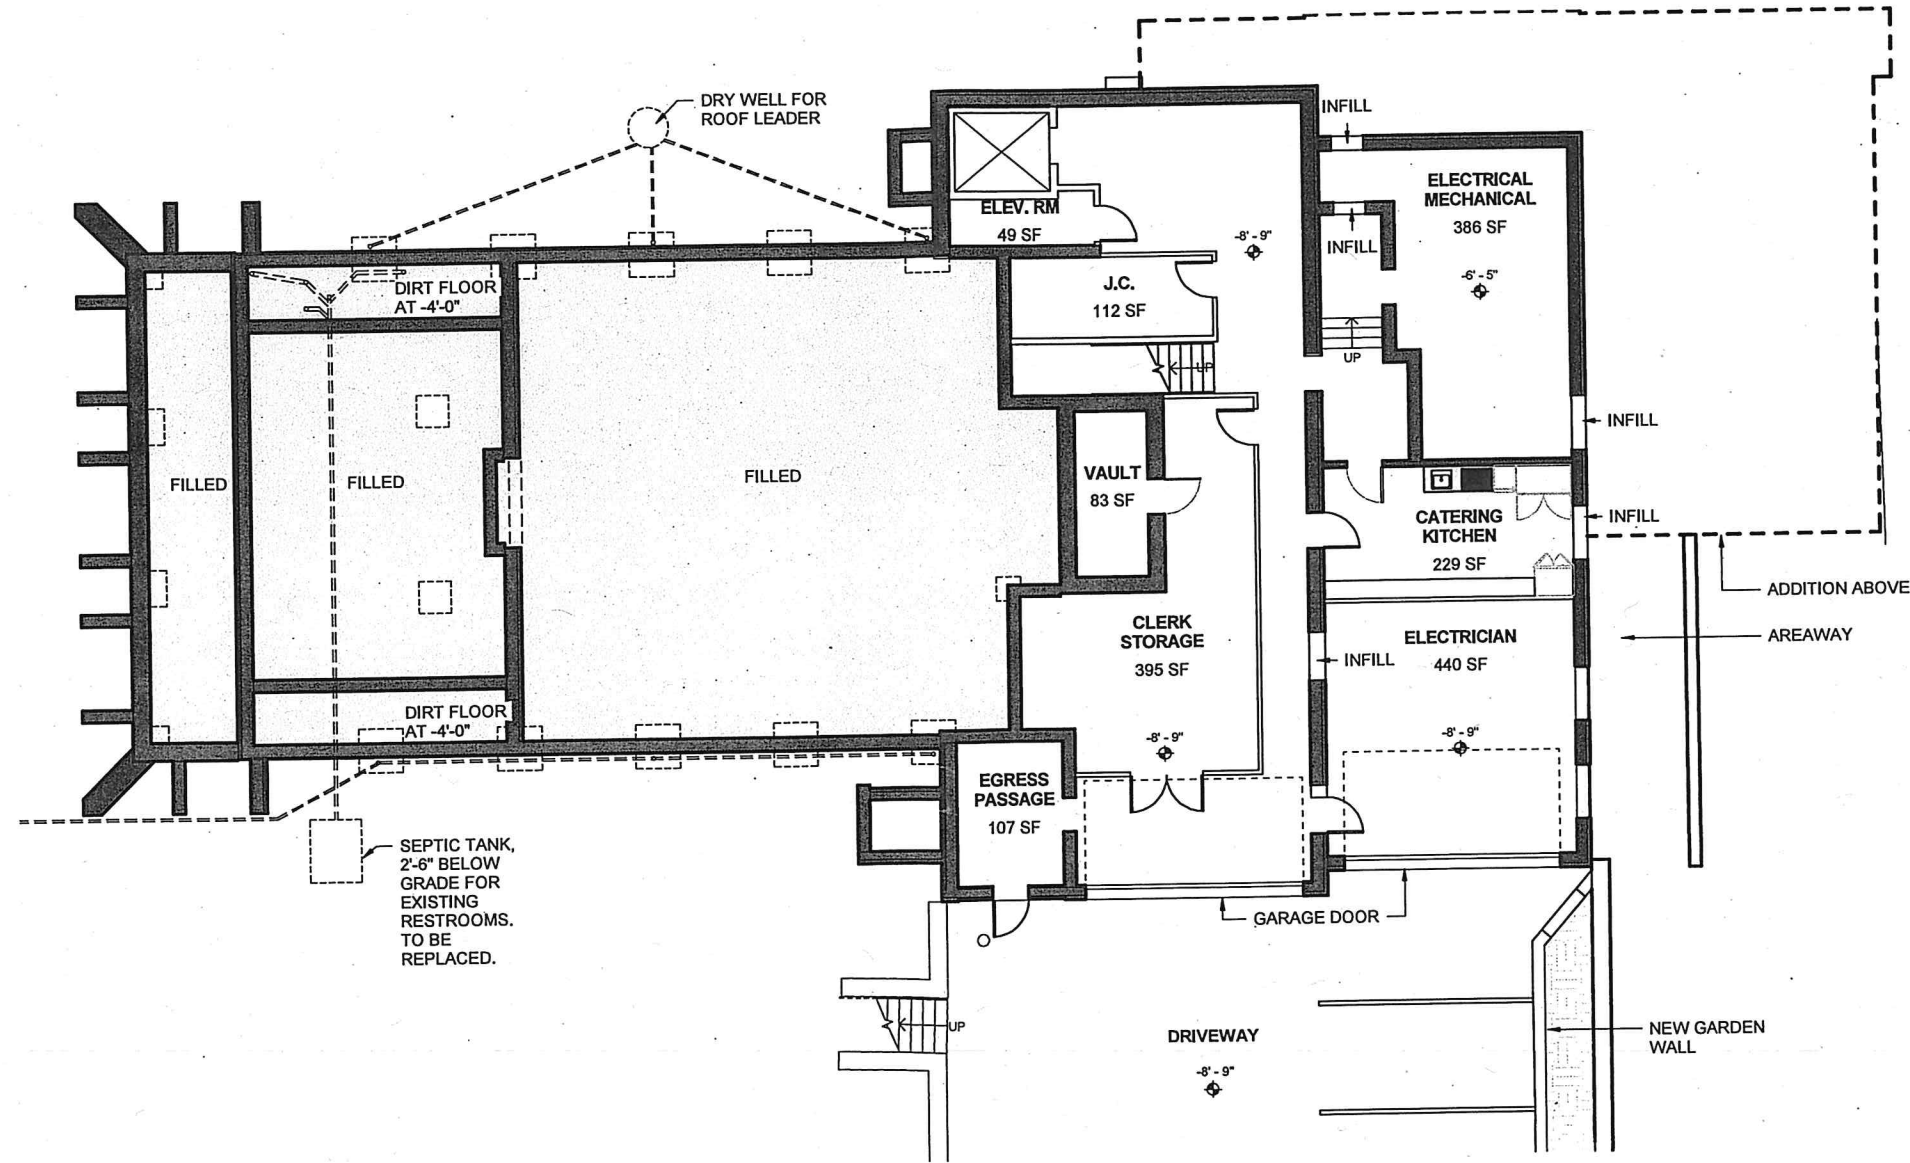 DRY WELL FOR
ROOF LEADER
INFILL
ELECTRICAL
MECHANICAL
386 SF
-6' - 5"
ELEV. RM
49 SF
-8' - 9"
INFILL
DIRT FLOOR
AT -4'-0"
J.C.
112 SF
UP
UP
INFILL
FILLED
FILLED
FILLED
VAULT
83 SF
CATERING
KITCHEN
229 SF
INFILL
ADDITION ABOVE
AREAWAY
CLERK
STORAGE
395 SF
INFILL
ELECTRICIAN
440 SF
-8' - 9"
DIRT FLOOR
AT -4'-0"
-8' - 9"
EGRESS
PASSAGE
107 SF
SEPTIC TANK,
2'-6" BELOW
GRADE FOR
EXISTING
RESTROOMS.
TO BE
REPLACED.
GARAGE DOOR
UP
DRIVEWAY
-8' - 9"
NEW GARDEN
WALL